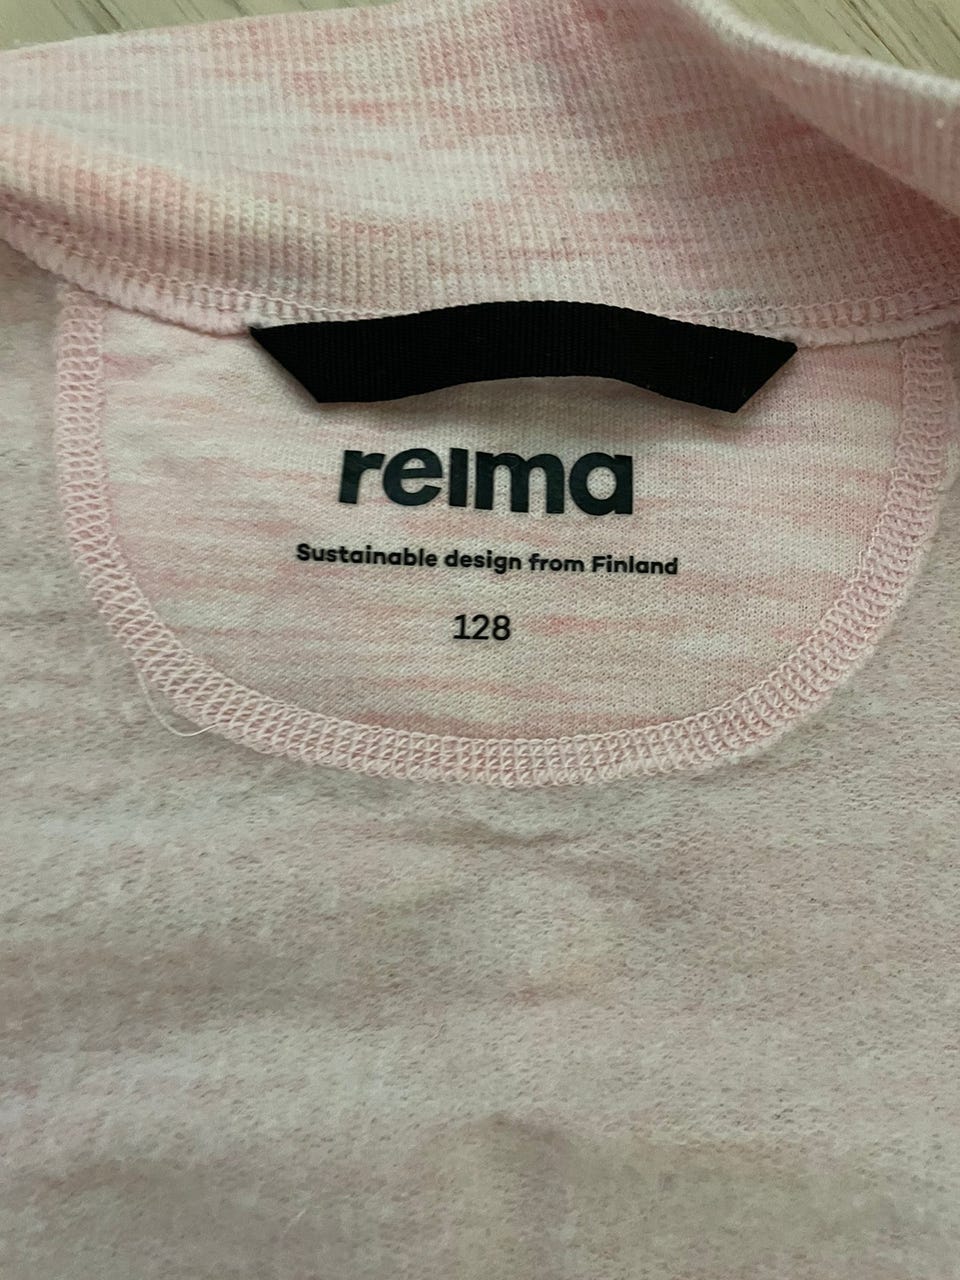 reima
Sustainable design from Finland
128